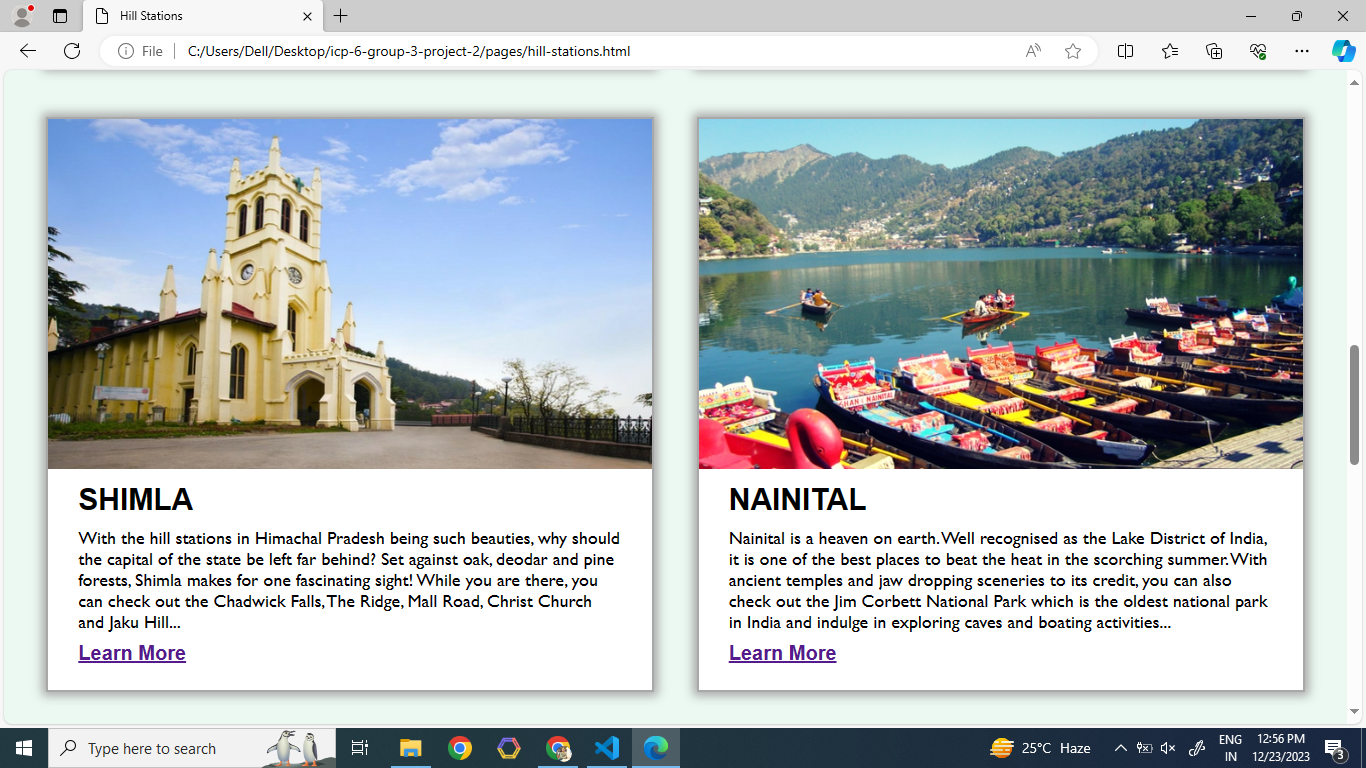 Hill Stations
File
C:/Users/Dell/Desktop/icp-6-group-3-project-2/pages/hill-stations.html
SHIMLA
With the hill stations in Himachal Pradesh being such beauties, why should
the capital of the state be left far behind? Set against oak, deodar and pine
forests, Shimla makes for one fascinating sight! While you are there, you
can check out the Chadwick Falls, The Ridge, Mall Road, Christ Church
and Jaku Hill...
Learn More
NAINITAL
Nainital is a heaven on earth. Well recognised as the Lake District of India,
it is one of the best places to beat the heat in the scorching summer. With
ancient temples and jaw dropping sceneries to its credit, you can also
check out the Jim Corbett National Park which is the oldest national park
in India and indulge in exploring caves and boating activities...
Learn More
Type here to search
25°C Haze
ENG
IN
12:56 PM
12/23/2023
3